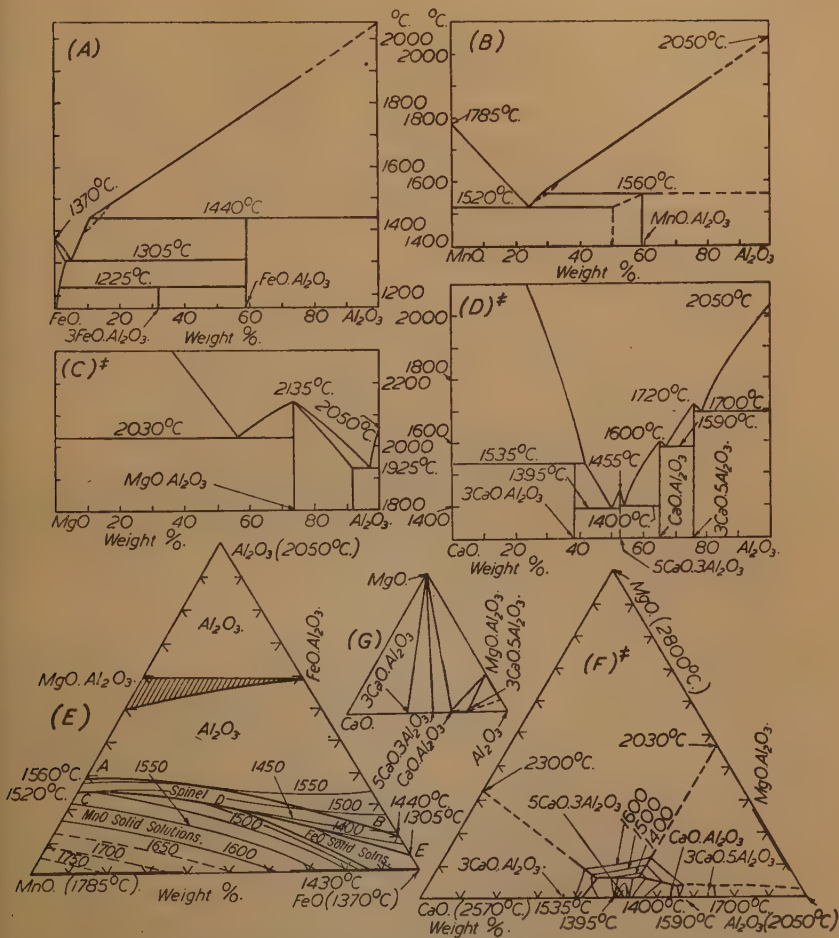 (A)
°C. °C.
2000
1800
1600
1400
1200
1370°C.
1440°C
1305°C
1225°C.
FeO.Al₂O₃
FeO. 20 40 60 80 Al₂O₃
3FeO.Al₂O₃. Weight %.
(B)
2050°C.
1785°C.
1520°C.
1560°C.
MnO.Al₂O₃
2000
1800
1600
1400
MnO. 20 40 60 80 Al₂O₃
Weight %.
(C)‡
2135°C.
2050°C.
2030°C
1925°C.
MgO.Al₂O₃
2200
2000
1800
MgO 20 40 60 80 Al₂O₃.
Weight %.
(D)‡
2050°C
1720°C.
1700°C
1600°C.
1590°C.
1535°C.
1455°C.
1395°C.
1400°C.
3CaO.Al₂O₃
CaO.Al₂O₃
3CaO.5Al₂O₃
2000
1800
1600
1400
CaO. 20 40 60 80 Al₂O₃
Weight %.
5CaO.3Al₂O₃
(E)
Al₂O₃ (2050°C.)
Al₂O₃.
MgO.Al₂O₃.
FeO.Al₂O₃.
Al₂O₃.
1560°C.
1520°C.
A
1550
1450
1550
C
Spinel
D
1500
B
1440°C
1400
1305°C
MnO Solid Solutions.
1500
FeO Solid Solns.
E
1750
1700
1650
1600
1430°C
MnO. (1785°C).
Weight %.
FeO (1370°C)
(G)
MgO.
3CaO.Al₂O₃
MgO.Al₂O₃
3CaO.5Al₂O₃.
CaO.
5CaO.3Al₂O₃
CaO.Al₂O₃
Al₂O₃
(F)‡
MgO. (2800°C.)
2030°C
MgO.Al₂O₃.
2300°C.
5CaO.3Al₂O₃
1600
1500
1400
CaO.Al₂O₃
3CaO.5Al₂O₃
3CaO.Al₂O₃
CaO. (2570°C)
1535°C
1395°C
1400°C
1590°C
1700°C
Al₂O₃ (2050°C)
Weight %.